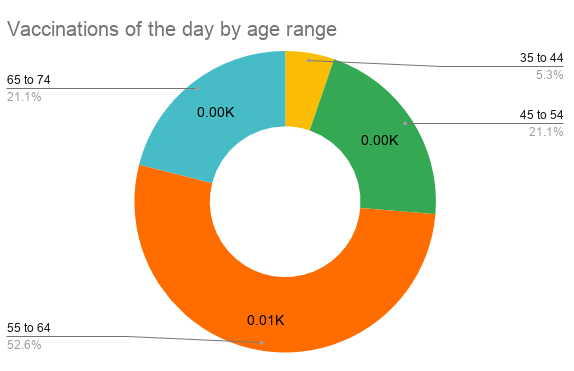 Vaccinations of the day by age range
35 to 44
5.3%
65 to 74
21.1%
0.00K
45 to 54
21.1%
0.00K
0.01K
55 to 64
52.6%